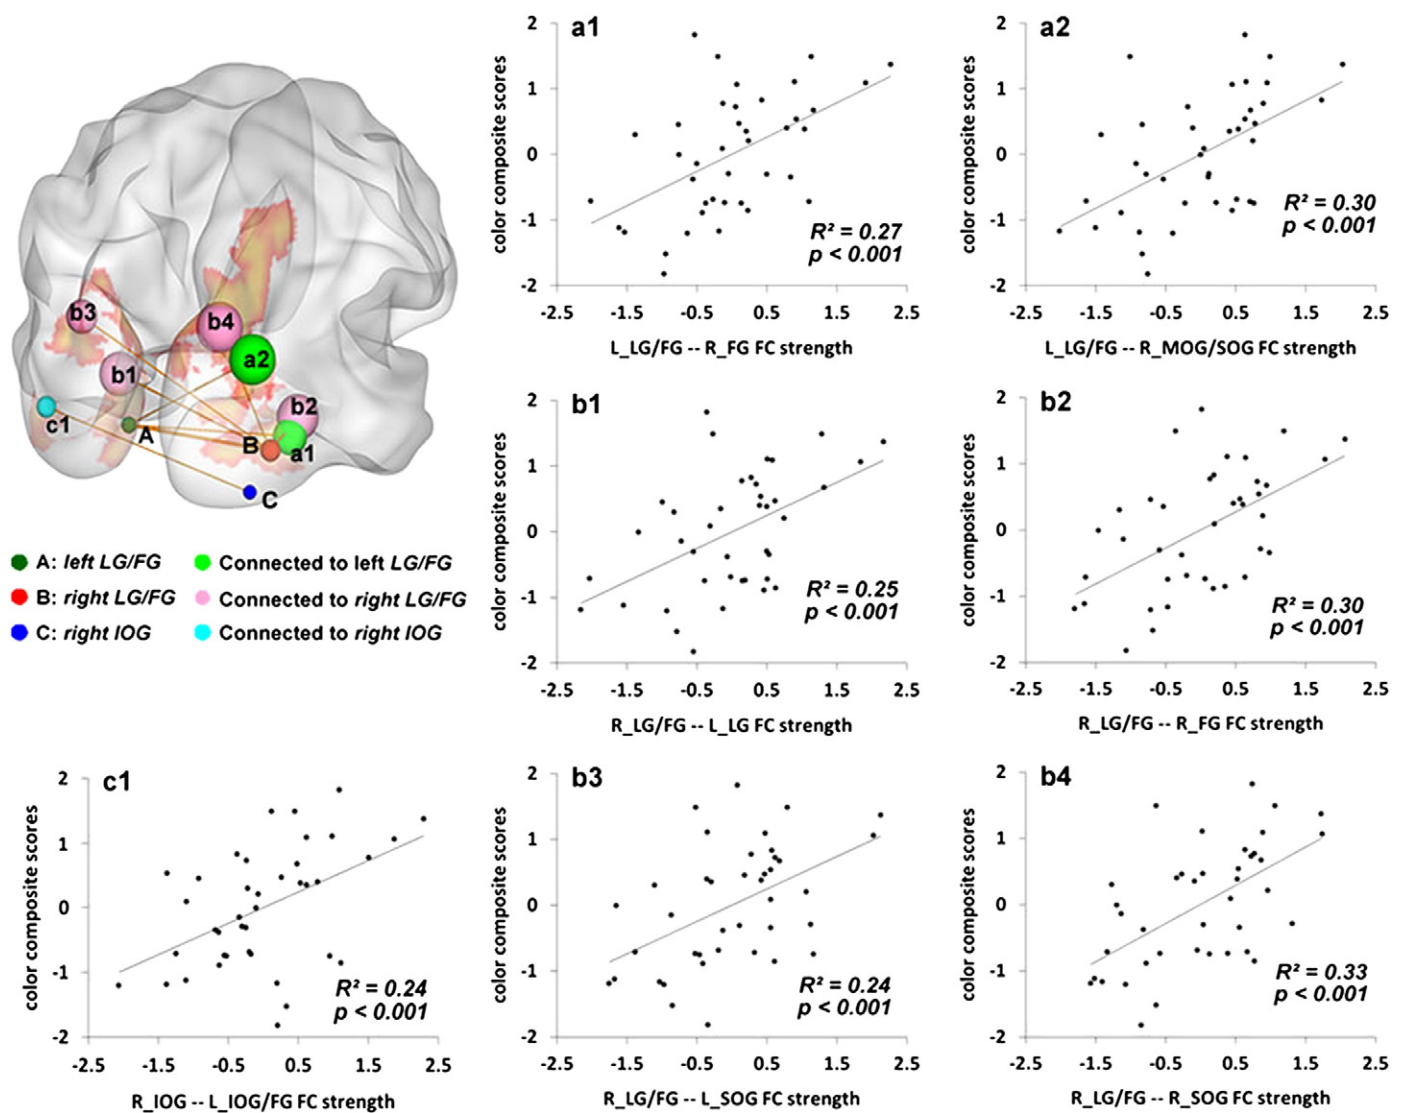 b3
b4
a2
b1
b2
c1
A
B
a1
C
A: left LG/FG
Connected to left LG/FG
B: right LG/FG
Connected to right LG/FG
C: right IOG
Connected to right IOG
a1
color composite scores
2
1
0
-1
-2
-2.5 -1.5 -0.5 0.5 1.5 2.5
R² = 0.27
p < 0.001
L_LG/FG -- R_FG FC strength
a2
color composite scores
2
1
0
-1
-2
-2.5 -1.5 -0.5 0.5 1.5 2.5
R² = 0.30
p < 0.001
L_LG/FG -- R_MOG/SOG FC strength
b1
color composite scores
2
1
0
-1
-2
-2.5 -1.5 -0.5 0.5 1.5 2.5
R² = 0.25
p < 0.001
R_LG/FG -- L_LG FC strength
b2
color composite scores
2
1
0
-1
-2
-2.5 -1.5 -0.5 0.5 1.5 2.5
R² = 0.30
p < 0.001
R_LG/FG -- R_FG FC strength
c1
color composite scores
2
1
0
-1
-2
-2.5 -1.5 -0.5 0.5 1.5 2.5
R² = 0.24
p < 0.001
R_IOG -- L_IOG/FG FC strength
b3
color composite scores
2
1
0
-1
-2
-2.5 -1.5 -0.5 0.5 1.5 2.5
R² = 0.24
p < 0.001
R_LG/FG -- L_SOG FC strength
b4
color composite scores
2
1
0
-1
-2
-2.5 -1.5 -0.5 0.5 1.5 2.5
R² = 0.33
p < 0.001
R_LG/FG -- R_SOG FC strength